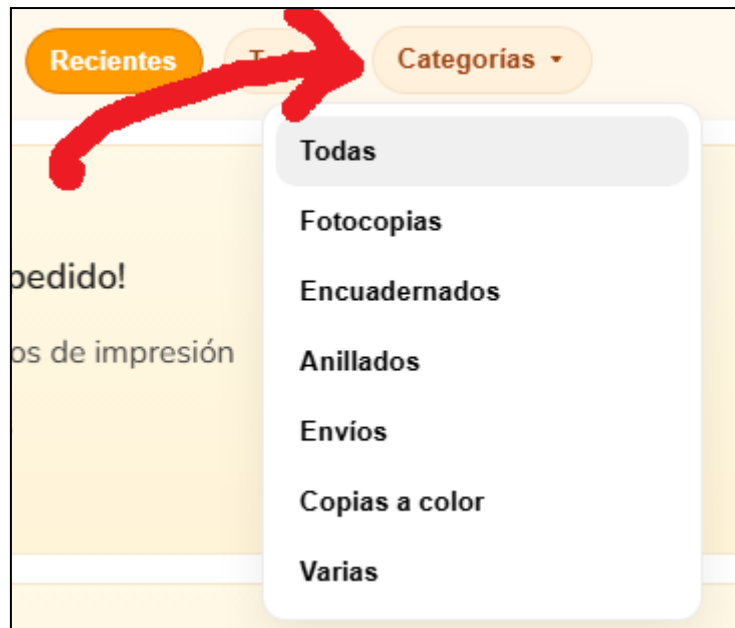 Recientes
Categorías
Todas
Fotocopias
pedido!
Encuadernados
os de impresión
Anillados
Envíos
Copias a color
Varias